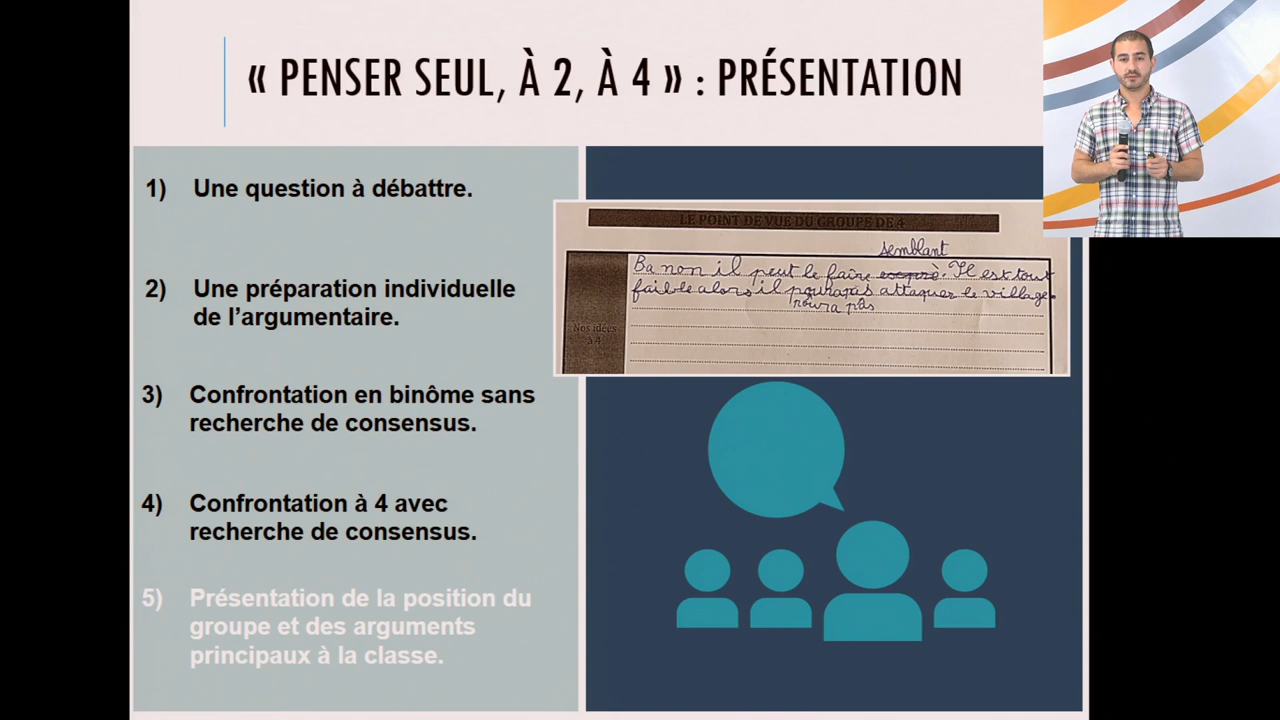 « PENSER SEUL, À 2, À 4 » : PRÉSENTATION
1) Une question à débattre.
2) Une préparation individuelle
de l’argumentaire.
3) Confrontation en binôme sans
recherche de consensus.
4) Confrontation à 4 avec
recherche de consensus.
5) Présentation de la position du
groupe et des arguments
principaux à la classe.
LE POINT DE VUE DU GROUPE DE 4
semblant
Ba non il peut le faire . Il est tout
faible alors il pourapas attaquer le village.
poura pas
Nos idées
à 4